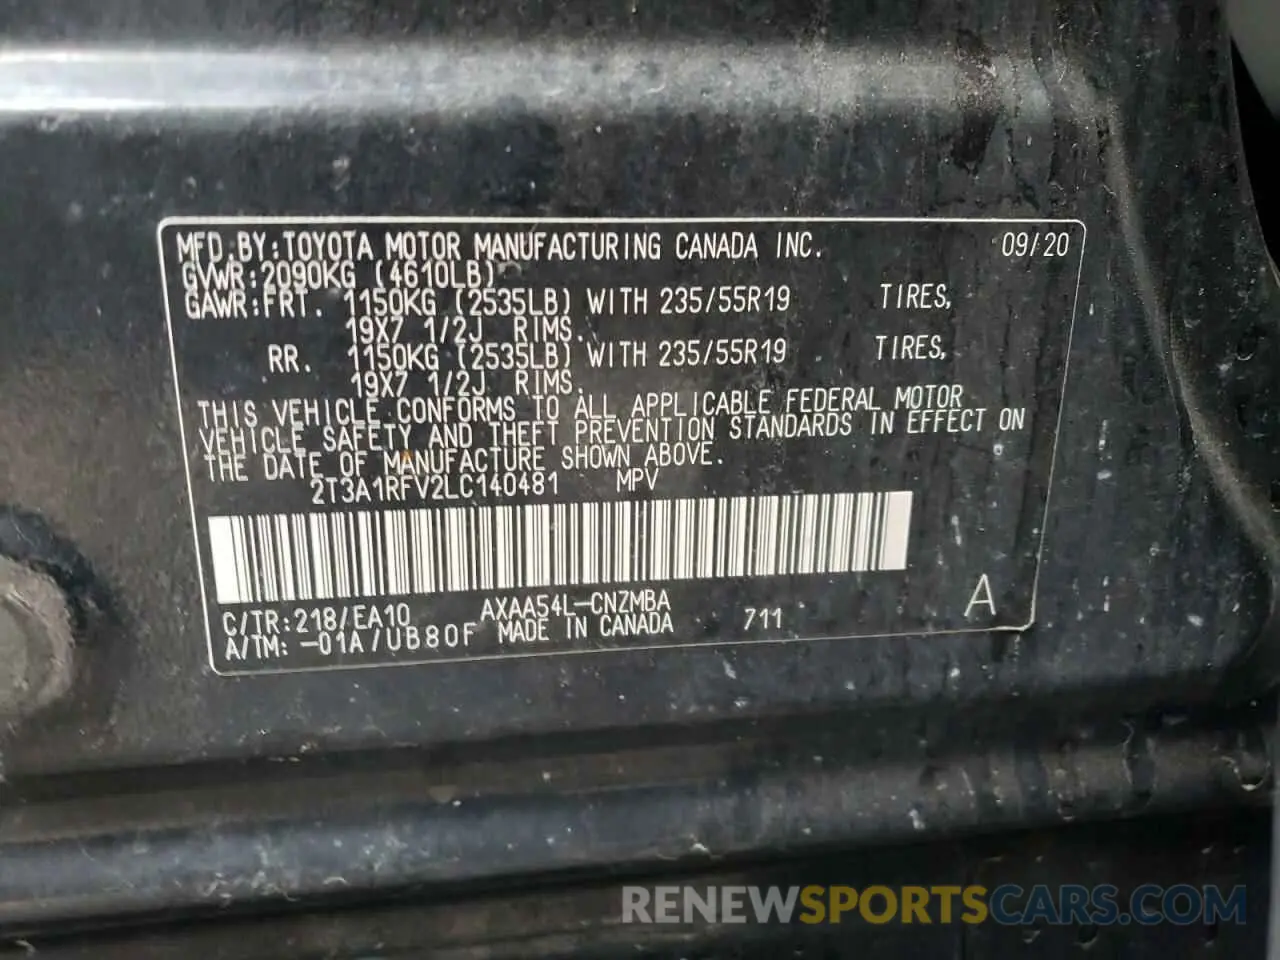 MFD.BY:TOYOTA MOTOR MANUFACTURING CANADA INC. 09/20
GVWR:2090KG (4610LB)
GAWR:FRT. 1150KG (2535LB) WITH 235/55R19 TIRES,
19X7 1/2J RIMS.
RR. 1150KG (2535LB) WITH 235/55R19 TIRES,
19X7 1/2J RIMS.
THIS VEHICLE CONFORMS TO ALL APPLICABLE FEDERAL MOTOR
VEHICLE SAFETY AND THEFT PREVENTION STANDARDS IN EFFECT ON
THE DATE OF MANUFACTURE SHOWN ABOVE.
2T3A1RFV2LC140481 MPV
C/TR:218/EA10 AXAA54L-CNZMBA 711 A
A/TM:-01A/UB80F MADE IN CANADA
RENEWSPORTSCARS.COM